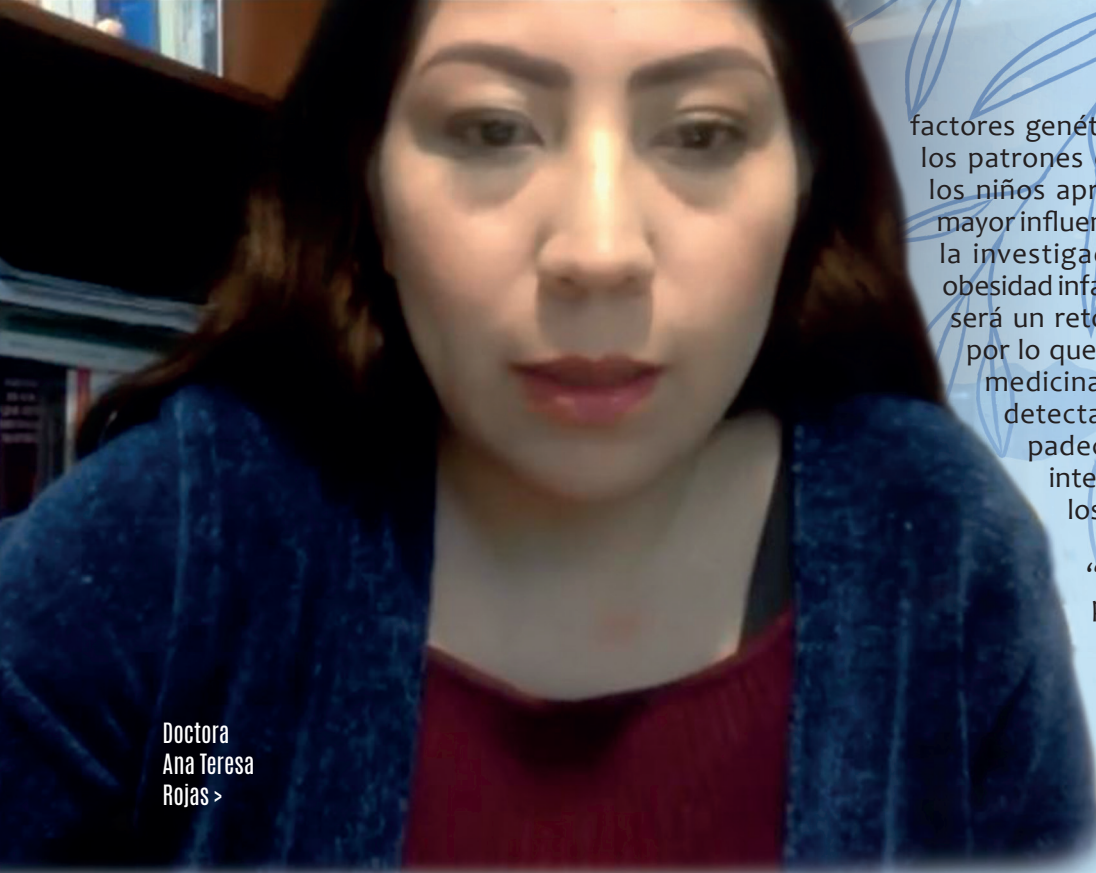 factores genét
los patrones
los niños apr
mayor influen
la investigac
obesidad infa
será un reto
por lo que
medicina
detecta
padec
inte
los
“
Doctora
Ana Teresa
Rojas >